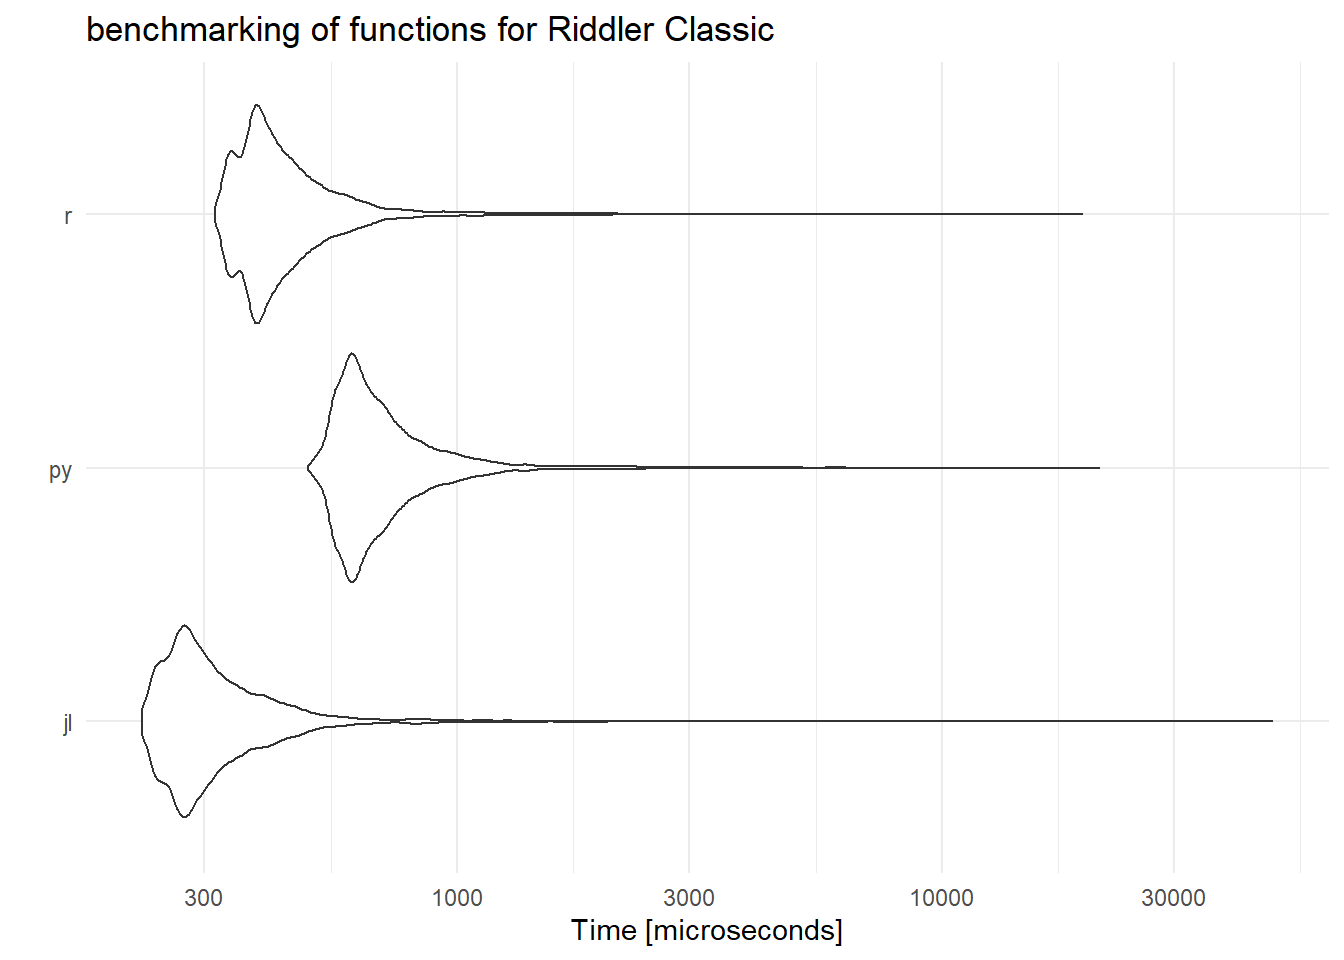 benchmarking of functions for Riddler Classic
r
py
jl
300 1000 3000 10000 30000
Time [microseconds]